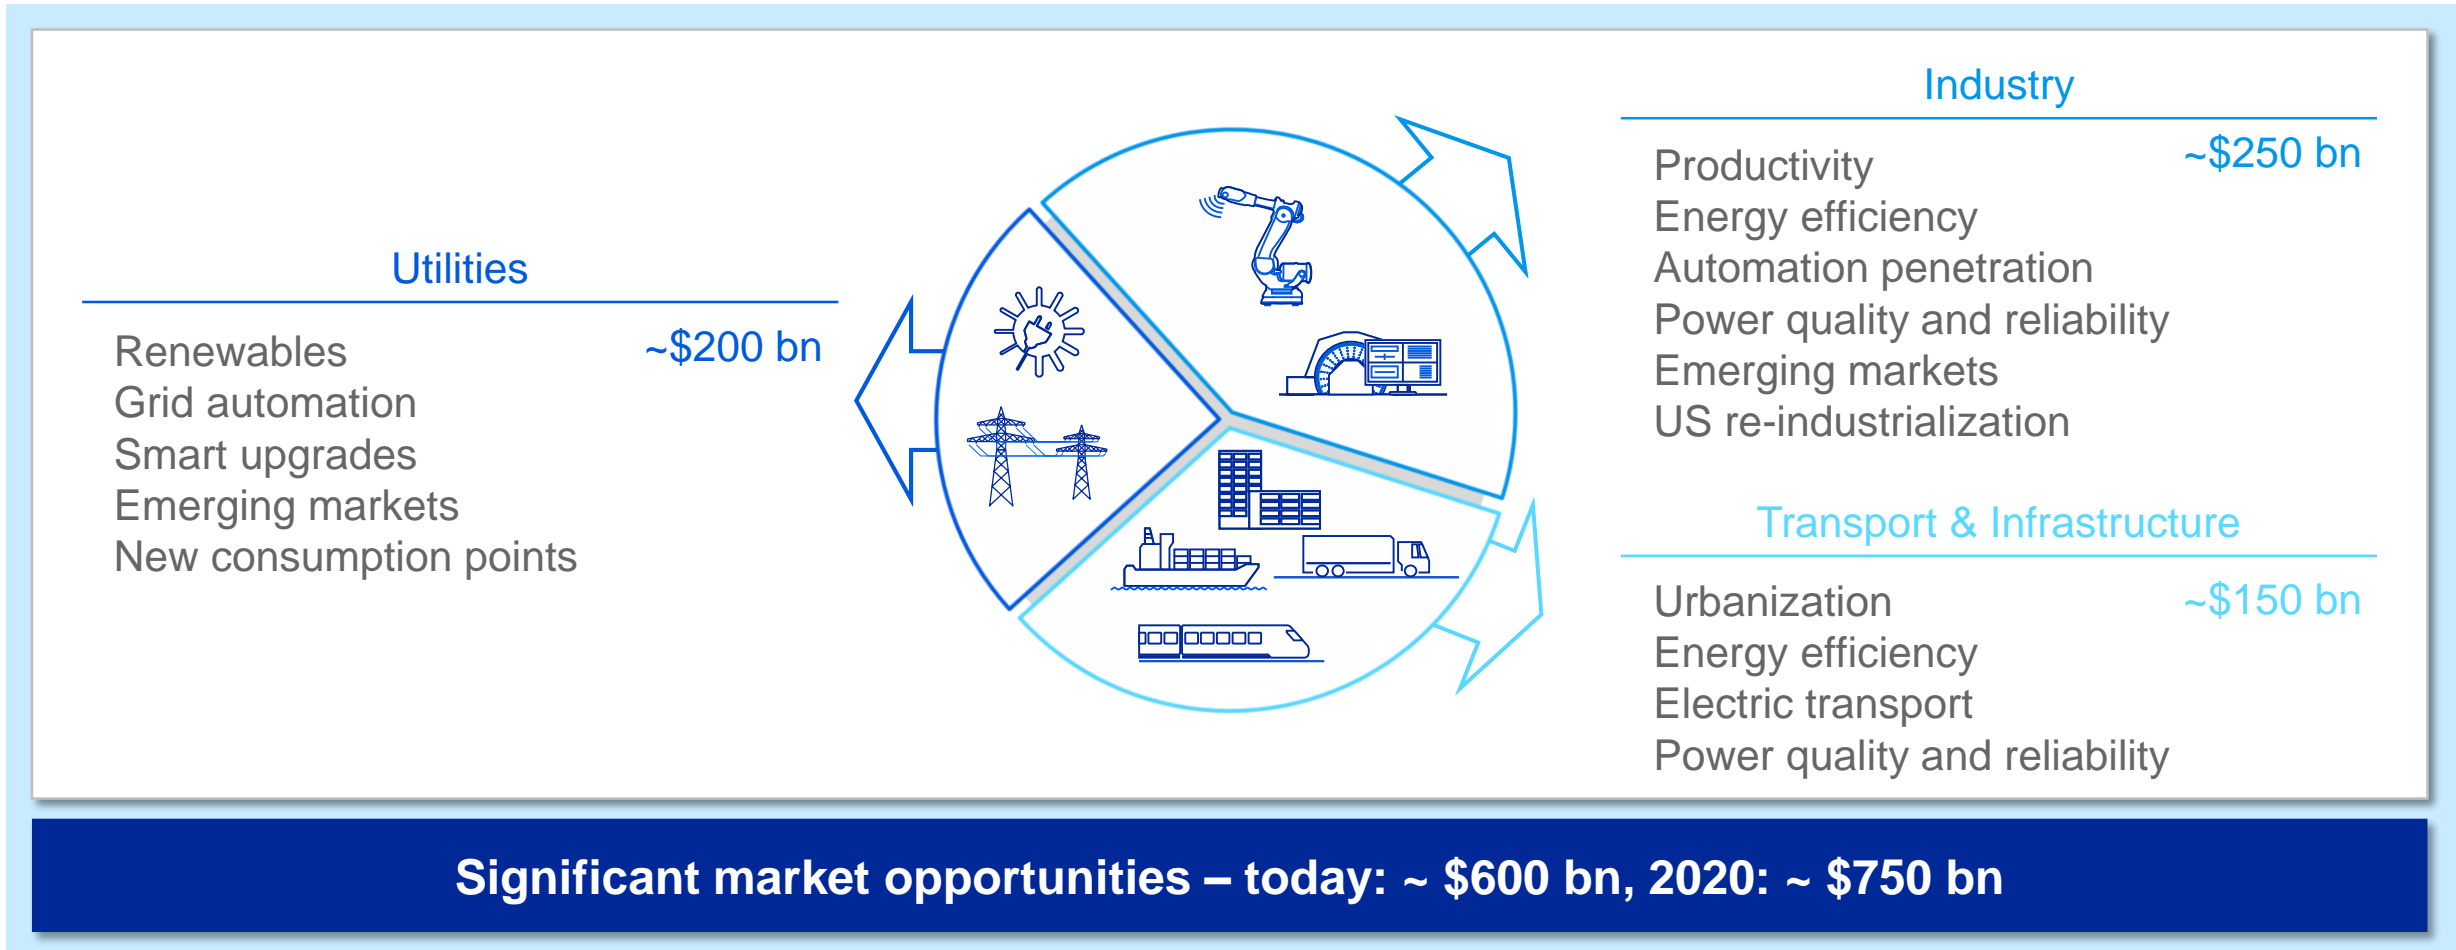 Utilities
~$200 bn
Renewables
Grid automation
Smart upgrades
Emerging markets
New consumption points
Industry
~$250 bn
Productivity
Energy efficiency
Automation penetration
Power quality and reliability
Emerging markets
US re-industrialization
Transport & Infrastructure
~$150 bn
Urbanization
Energy efficiency
Electric transport
Power quality and reliability
Significant market opportunities – today: ~ $600 bn, 2020: ~ $750 bn